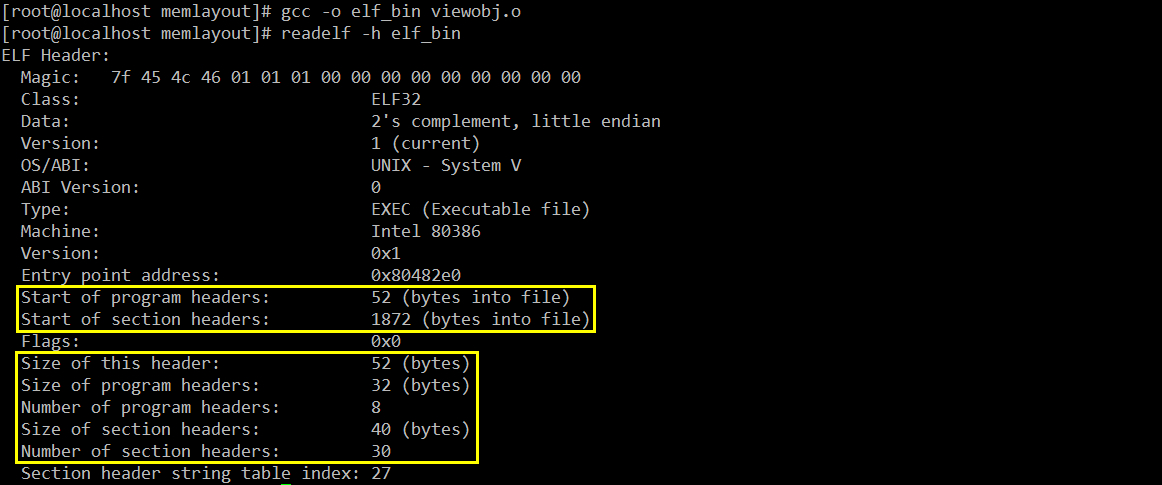 [root@localhost memlayout]# gcc -o elf_bin viewobj.o
[root@localhost memlayout]# readelf -h elf_bin
ELF Header:
  Magic:   7f 45 4c 46 01 01 01 00 00 00 00 00 00 00 00 00
  Class:                             ELF32
  Data:                              2's complement, little endian
  Version:                           1 (current)
  OS/ABI:                            UNIX - System V
  ABI Version:                       0
  Type:                              EXEC (Executable file)
  Machine:                           Intel 80386
  Version:                           0x1
  Entry point address:               0x80482e0
  Start of program headers:          52 (bytes into file)
  Start of section headers:          1872 (bytes into file)
  Flags:                             0x0
  Size of this header:               52 (bytes)
  Size of program headers:           32 (bytes)
  Number of program headers:         8
  Size of section headers:           40 (bytes)
  Number of section headers:         30
  Section header string table index: 27